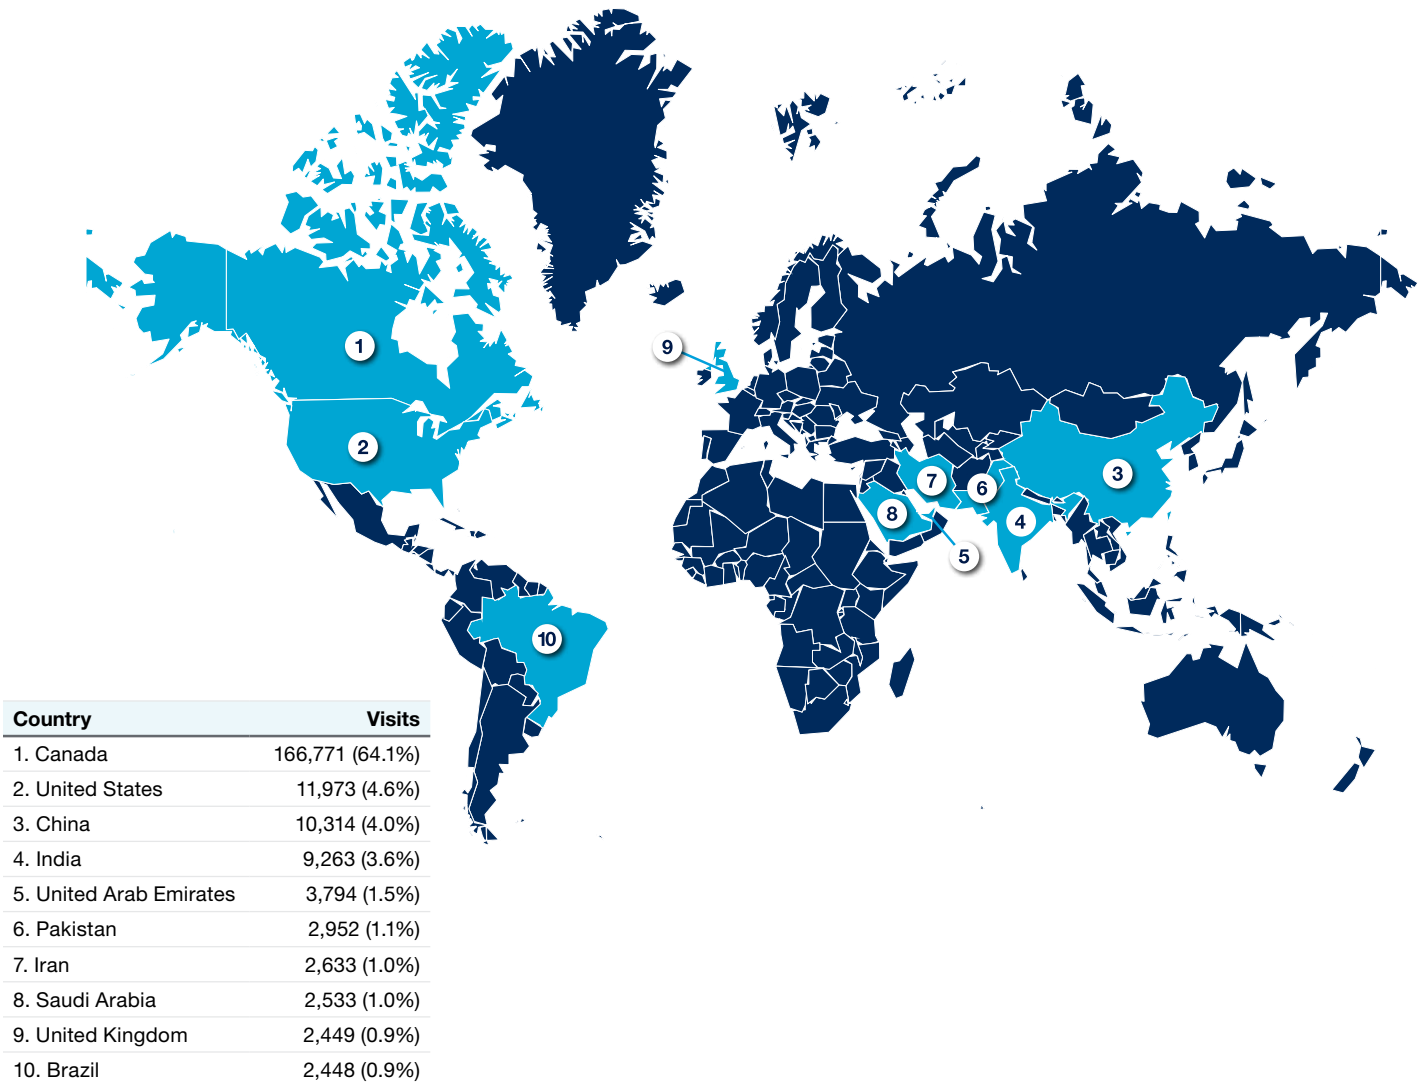 1
9
2
3
7
6
8
4
5
10
Country Visits
1. Canada 166,771 (64.1%)
2. United States 11,973 (4.6%)
3. China 10,314 (4.0%)
4. India 9,263 (3.6%)
5. United Arab Emirates 3,794 (1.5%)
6. Pakistan 2,952 (1.1%)
7. Iran 2,633 (1.0%)
8. Saudi Arabia 2,533 (1.0%)
9. United Kingdom 2,449 (0.9%)
10. Brazil 2,448 (0.9%)